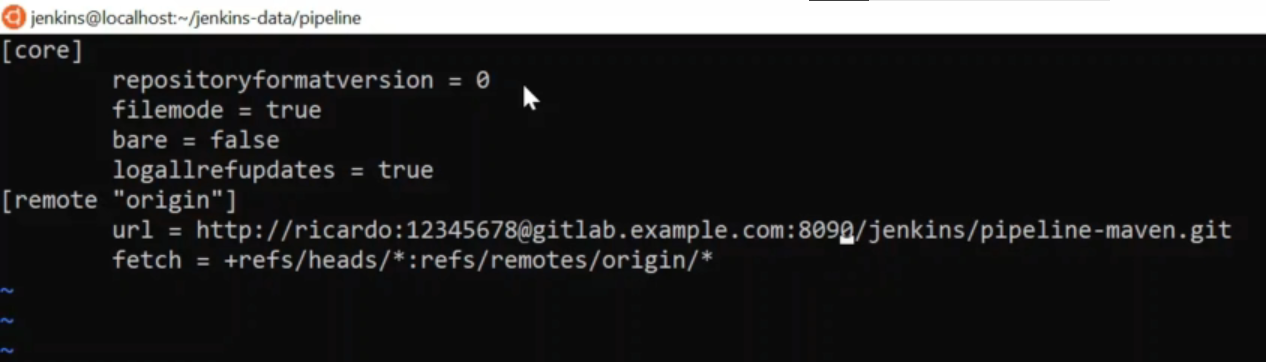 jenkins@localhost:~/jenkins-data/pipeline
[core]
repositoryformatversion = 0
filemode = true
bare = false
logallrefupdates = true
[remote "origin"]
url = http://ricardo:12345678@gitlab.example.com:8090/jenkins/pipeline-maven.git
fetch = +refs/heads/*:refs/remotes/origin/*
~
~
~